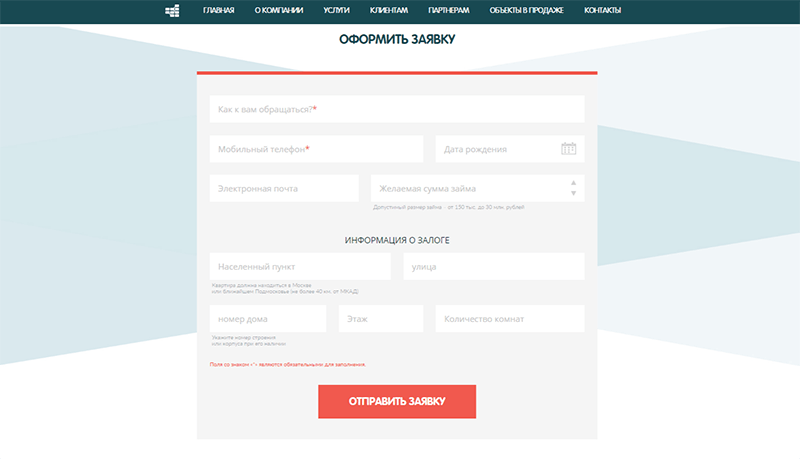 ГЛАВНАЯ О КОМПАНИИ УСЛУГИ КЛИЕНТАМ ПАРТНЕРАМ ОБЪЕКТЫ В ПРОДАЖЕ КОНТАКТЫ
ОФОРМИТЬ ЗАЯВКУ
Как к вам обращаться?*
Мобильный телефон* Дата рождения
Электронная почта Желаемая сумма займа
Допустимый размер займа - от 150 тыс. до 30 млн. рублей
ИНФОРМАЦИЯ О ЗАЛОГЕ
Населенный пункт улица
Квартира должна находиться в Москве
или ближайшем Подмосковье (не более 40 км. от МКАД)
номер дома Этаж Количество комнат
Укажите номер строения
или корпуса при его наличии
Поля со знаком «*» являются обязательными для заполнения.
ОТПРАВИТЬ ЗАЯВКУ